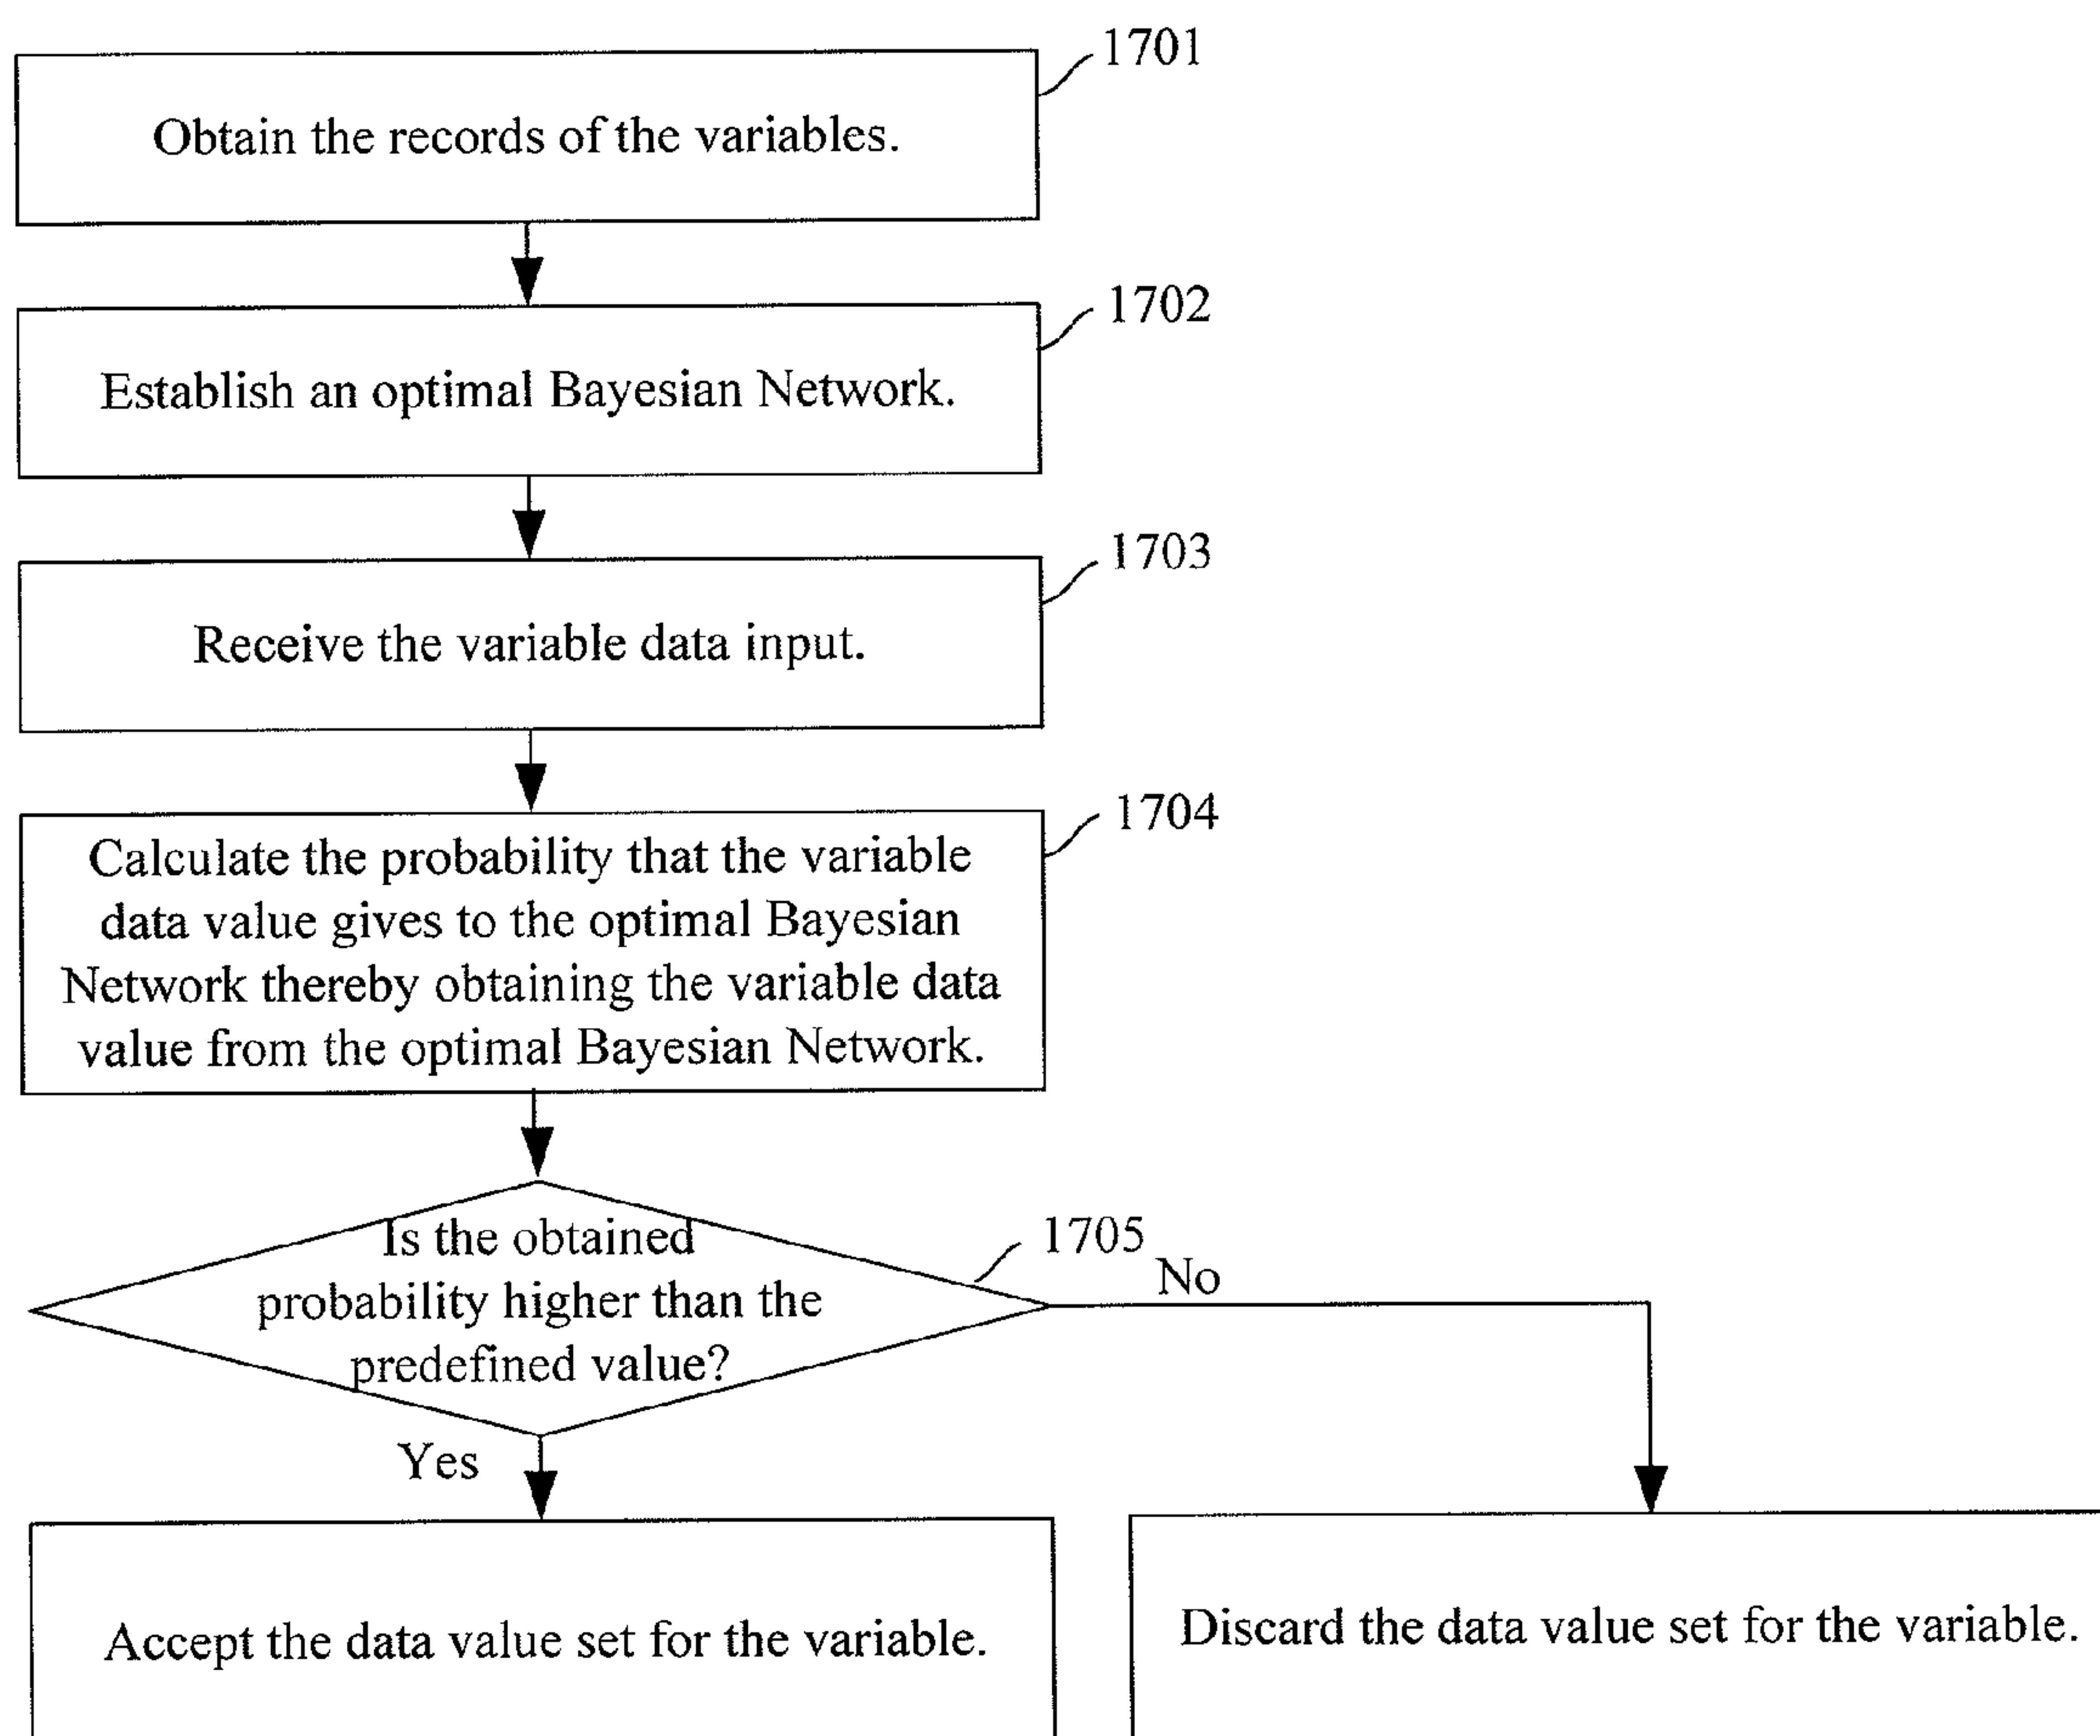 1701
Obtain the records of the variables.
1702
Establish an optimal Bayesian Network.
1703
Receive the variable data input.
1704
Calculate the probability that the variable
data value gives to the optimal Bayesian
Network thereby obtaining the variable data
value from the optimal Bayesian Network.
1705
Is the obtained
probability higher than the
predefined value?
No
Yes
Accept the data value set for the variable.
Discard the data value set for the variable.